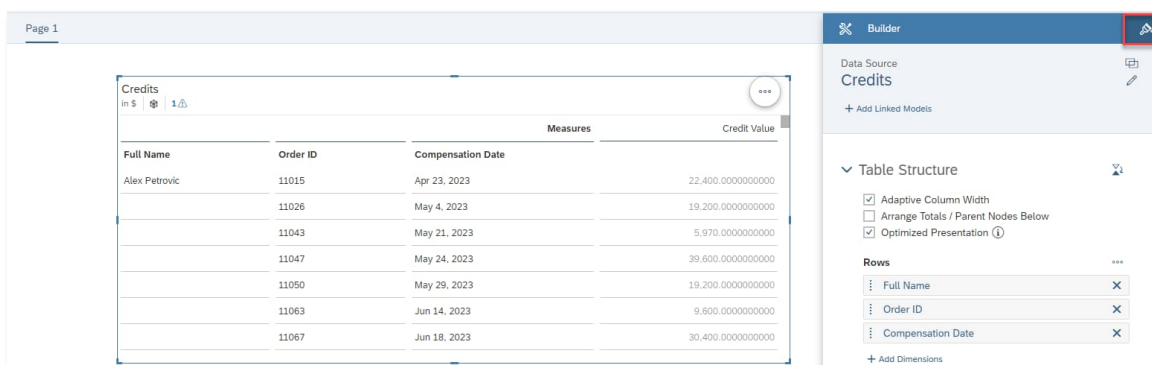 Page 1
Credits
in $ 1
Measures Credit Value
Full Name Order ID Compensation Date
Alex Petrovic 11015 Apr 23, 2023 22,400.0000000000
11026 May 4, 2023 19,200.0000000000
11043 May 21, 2023 5,970.0000000000
11047 May 24, 2023 39,600.0000000000
11050 May 29, 2023 19,200.0000000000
11063 Jun 14, 2023 9,600.0000000000
11067 Jun 18, 2023 30,400.0000000000
Builder
Data Source
Credits
+ Add Linked Models
Table Structure
Adaptive Column Width
Arrange Totals / Parent Nodes Below
Optimized Presentation
Rows
Full Name
Order ID
Compensation Date
+ Add Dimensions